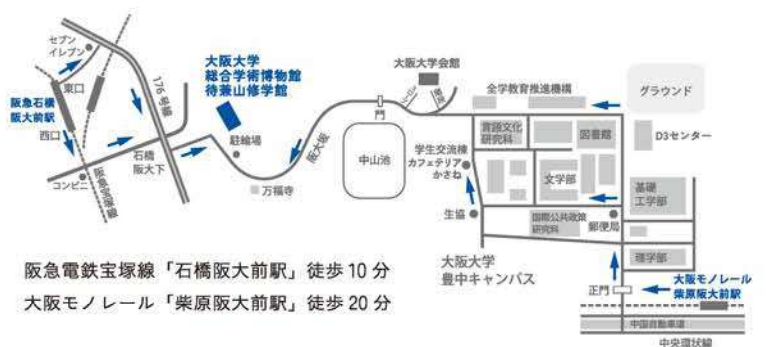 セブン
イレブン
東口
阪急石橋
阪大前駅
西口
コンビニ
176号線
石橋
阪大下
大阪大学
総合学術博物館
待兼山修学館
駐輪場
万福寺
阪大坂
門
中山池
大阪大学会館
全学教育推進機構
グラウンド
言語文化
研究科
図書館
D3センター
学生交流棟
カフェテリア
かさね
文学部
基礎
工学部
生協
国際公共政策
研究科
郵便局
大阪大学
豊中キャンパス
理学部
正門
大阪モノレール
柴原阪大前駅
中国自動車道
中央環状線
阪急電鉄宝塚線「石橋阪大前駅」徒歩10分
大阪モノレール「柴原阪大前駅」徒歩20分